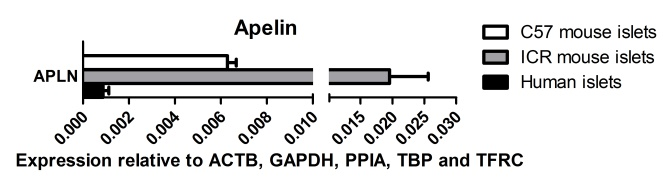 Apelin
C57 mouse islets
ICR mouse islets
Human islets
APLN
0.000 0.002 0.004 0.006 0.008 0.010 0.015 0.020 0.025 0.030
Expression relative to ACTB, GAPDH, PPIA, TBP and TFRC